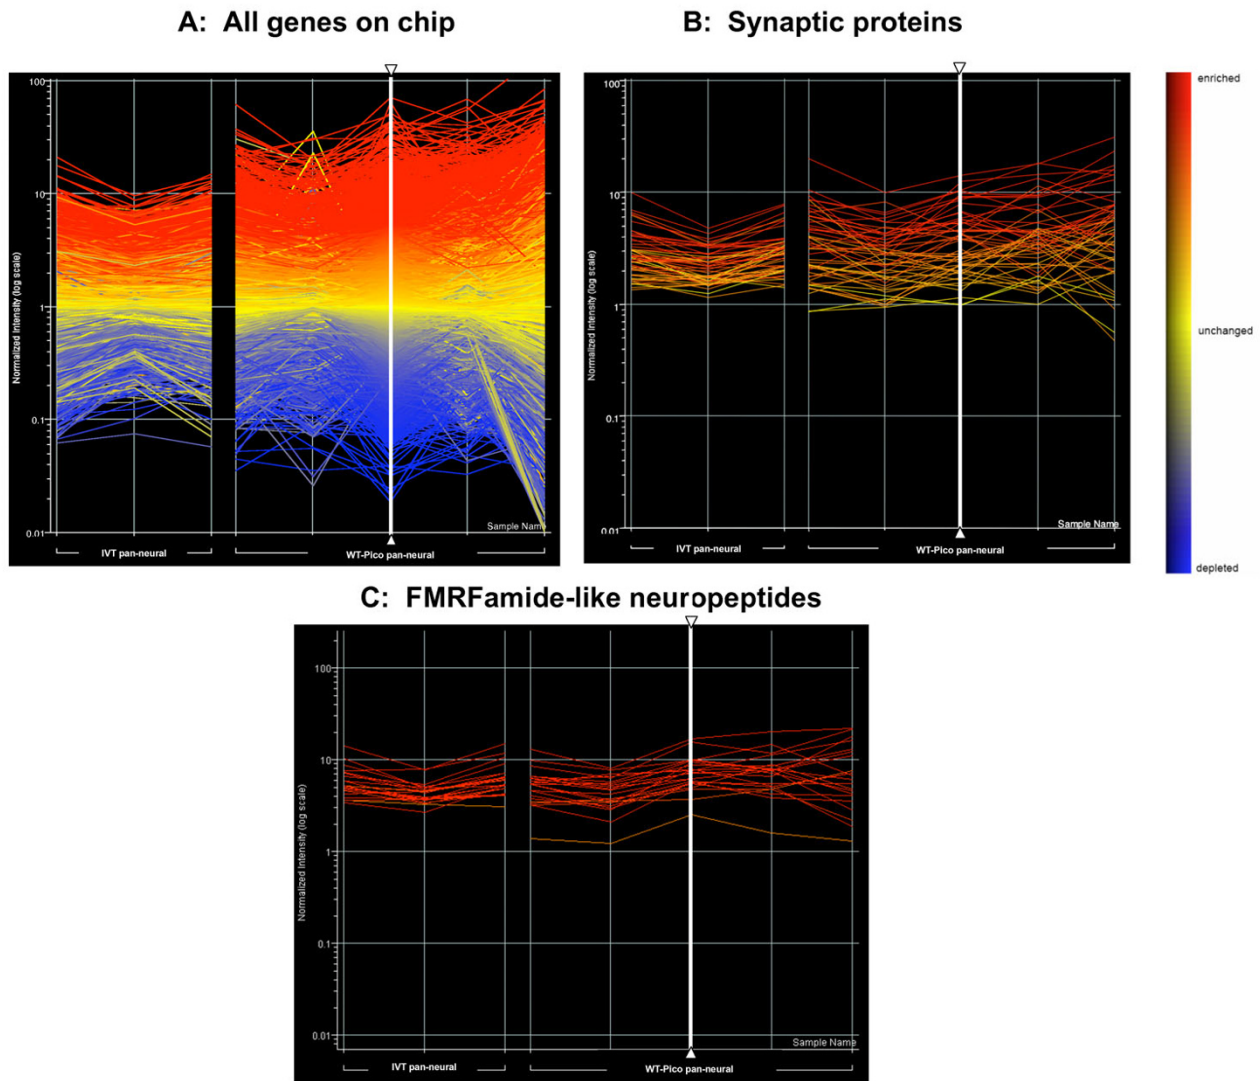 A:  All genes on chip
B:  Synaptic proteins
100
10
1
0.1
0.01
Normalized Intensity (log scale)
Sample Name
IVT pan-neural
WT-Pico pan-neural
100
10
1
0.1
0.01
Normalized Intensity (log scale)
Sample Name
IVT pan-neural
WT-Pico pan-neural
enriched
unchanged
depleted
C:  FMRFamide-like neuropeptides
100
10
1
0.1
0.01
Normalized Intensity (log scale)
Sample Name
IVT pan-neural
WT-Pico pan-neural